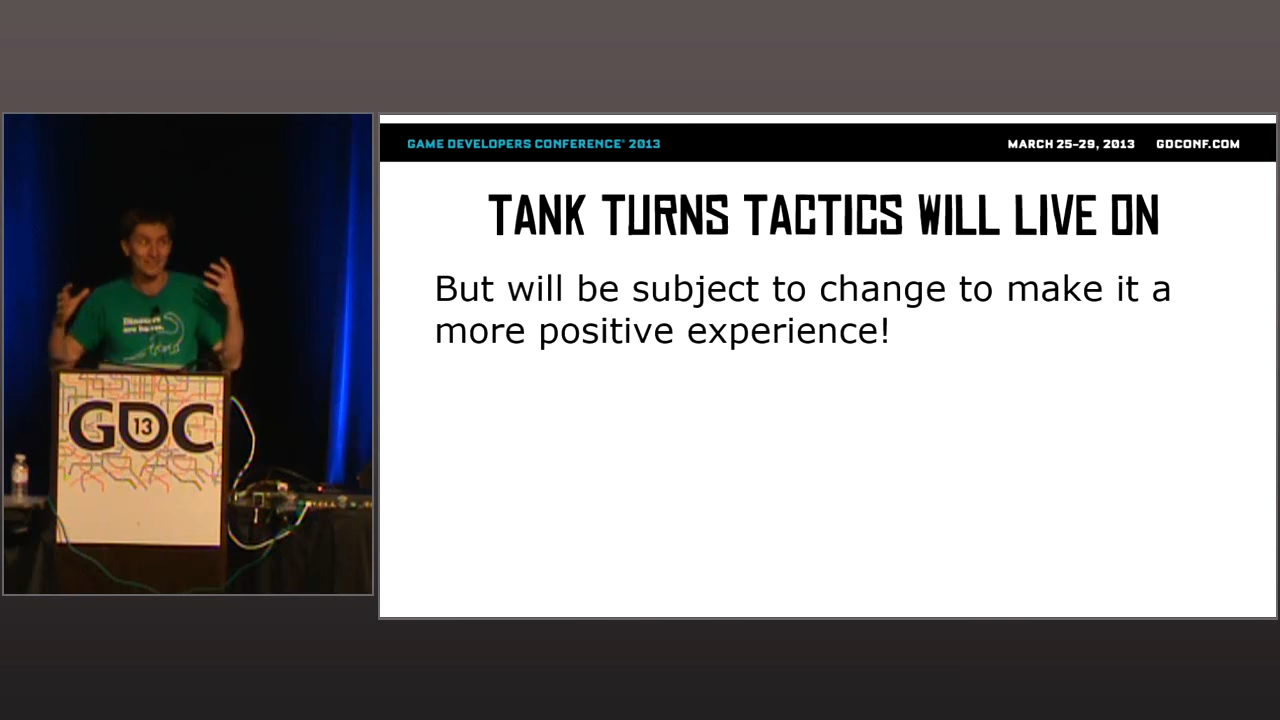 GAME DEVELOPERS CONFERENCE® 2013
MARCH 25-29, 2013 GDCONF.COM
TANK TURNS TACTICS WILL LIVE ON
But will be subject to change to make it a
more positive experience!
GDC
13